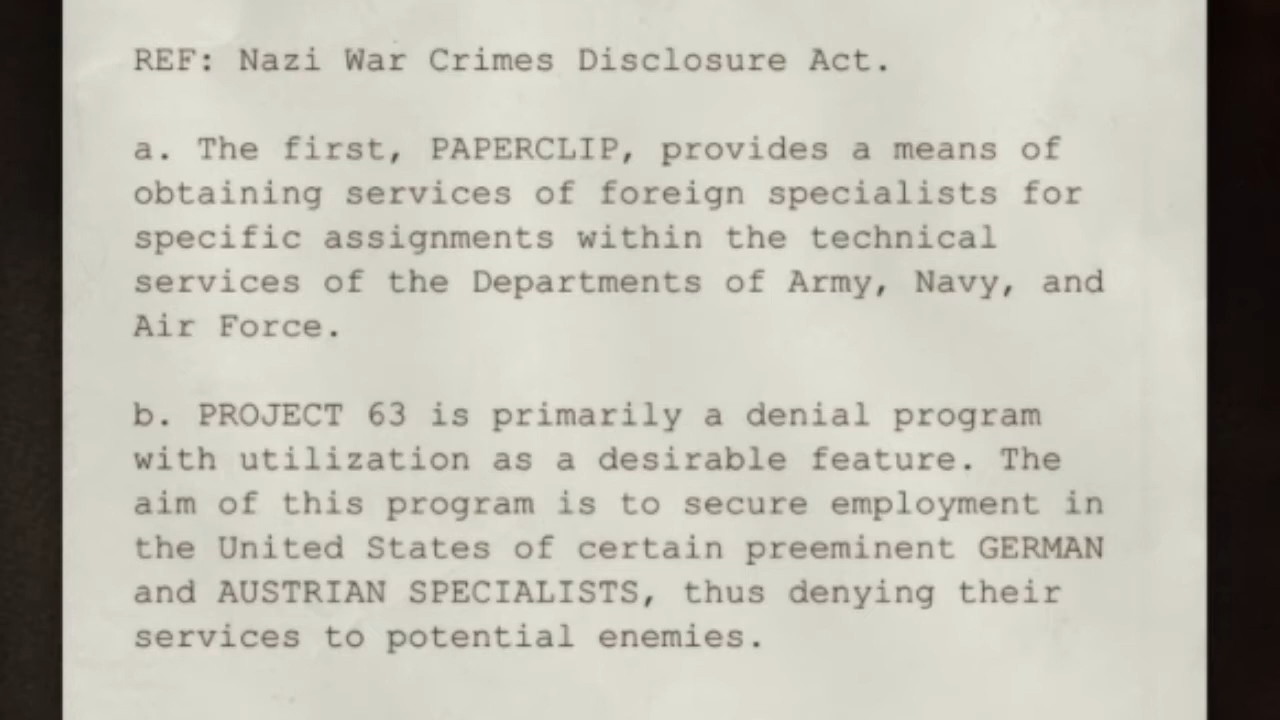 REF: Nazi War Crimes Disclosure Act.
a. The first, PAPERCLIP, provides a means of
obtaining services of foreign specialists for
specific assignments within the technical
services of the Departments of Army, Navy, and
Air Force.
b. PROJECT 63 is primarily a denial program
with utilization as a desirable feature. The
aim of this program is to secure employment in
the United States of certain preeminent GERMAN
and AUSTRIAN SPECIALISTS, thus denying their
services to potential enemies.